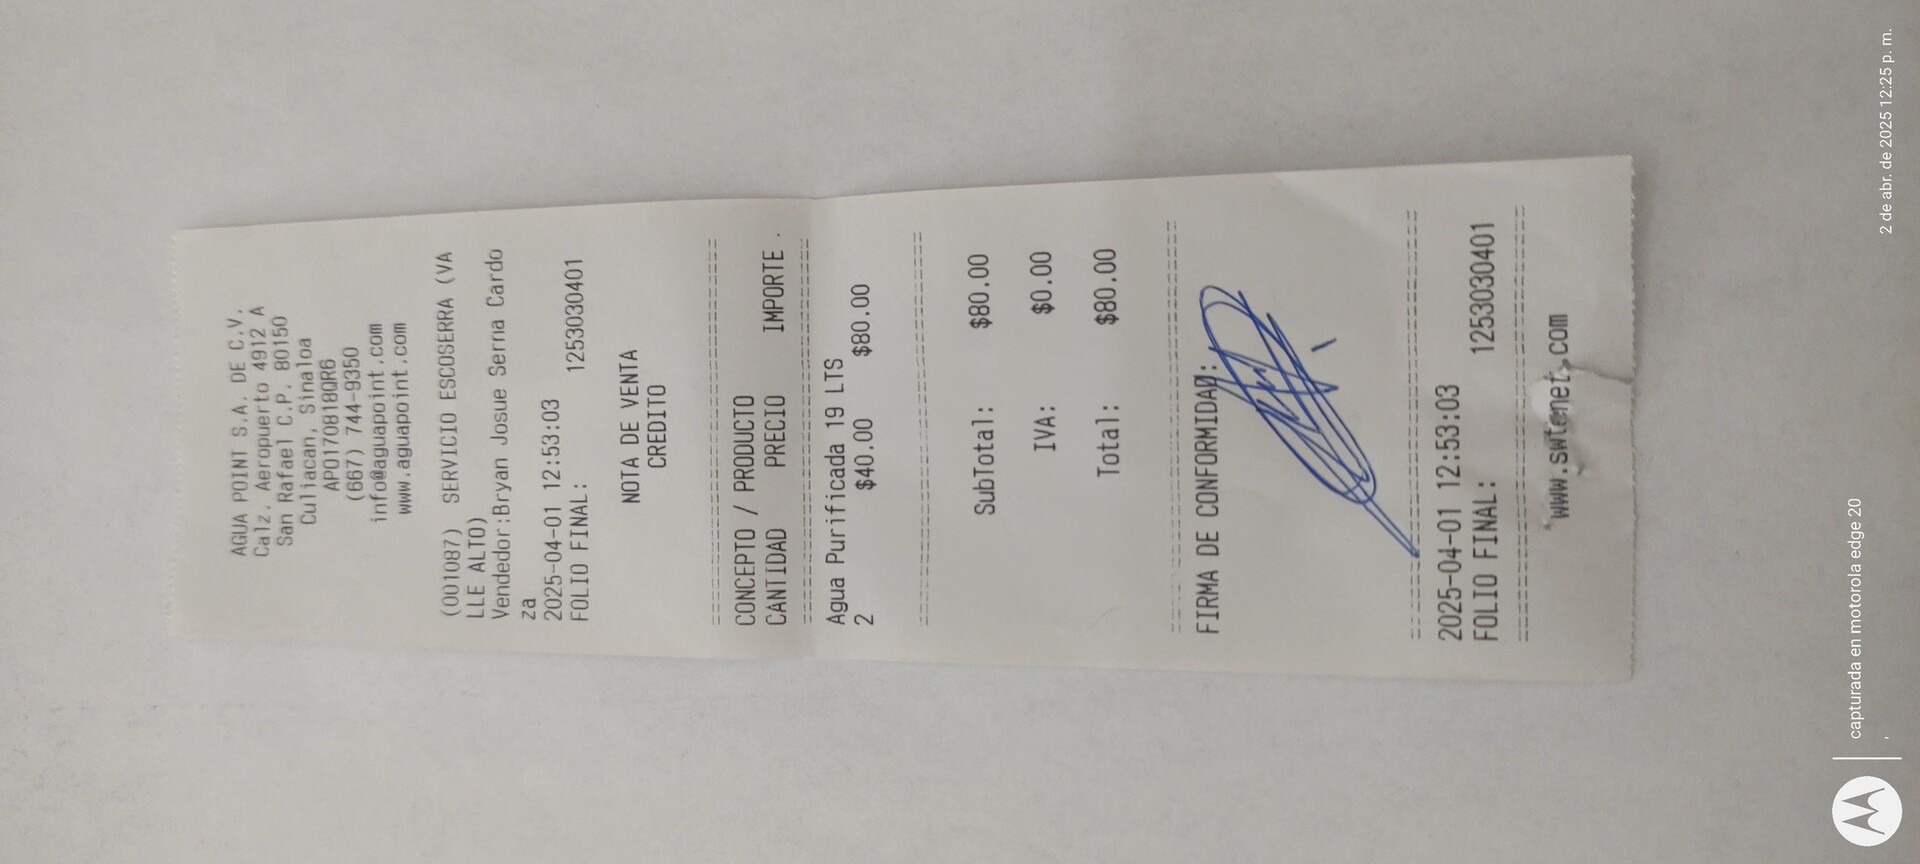 AGUA POINT S.A. DE C.V.
Calz. Aeropuerto 4912 A
San Rafael C.P. 80150
Culiacan, Sinaloa
APO170818QR6
(667) 744-9350
info@aguapoint.com
www.aguapoint.com
(001087) SERVICIO ESCOSERRA (VA
LLE ALTO)
Vendedor:Bryan Josue Serna Cardo
za
2025-04-01 12:53:03
FOLIO FINAL: 1253030401
NOTA DE VENTA
CREDITO
CONCEPTO / PRODUCTO
CANTIDAD PRECIO IMPORTE .
Agua Purificada 19 LTS
2 $40.00 $80.00
SubTotal: $80.00
IVA: $0.00
Total: $80.00
FIRMA DE CONFORMIDAD:
2025-04-01 12:53:03
FOLIO FINAL: 1253030401
capturada en motorola edge 20
2 de abr. de 2025 12:25 p. m.